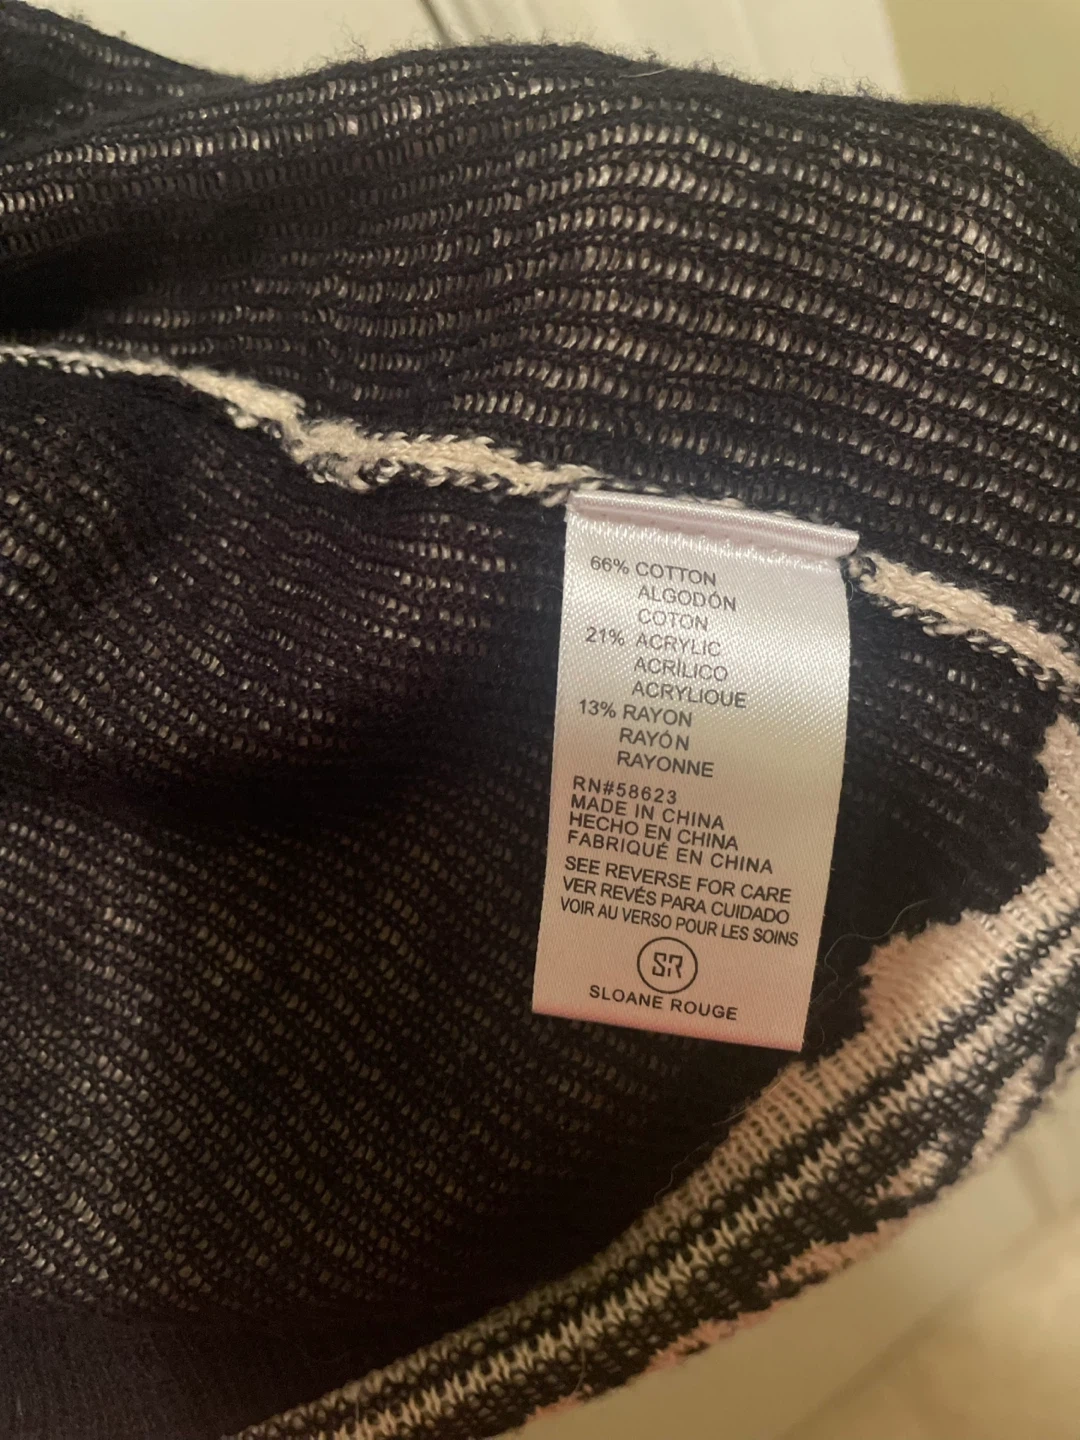 66% COTTON
ALGODÓN
COTON
21% ACRYLIC
ACRÍLICO
ACRYLIQUE
13% RAYON
RAYÓN
RAYONNE
RN#58623
MADE IN CHINA
HECHO EN CHINA
FABRIQUÉ EN CHINA
SEE REVERSE FOR CARE
VER REVÉS PARA CUIDADO
VOIR AU VERSO POUR LES SOINS
SR
SLOANE ROUGE